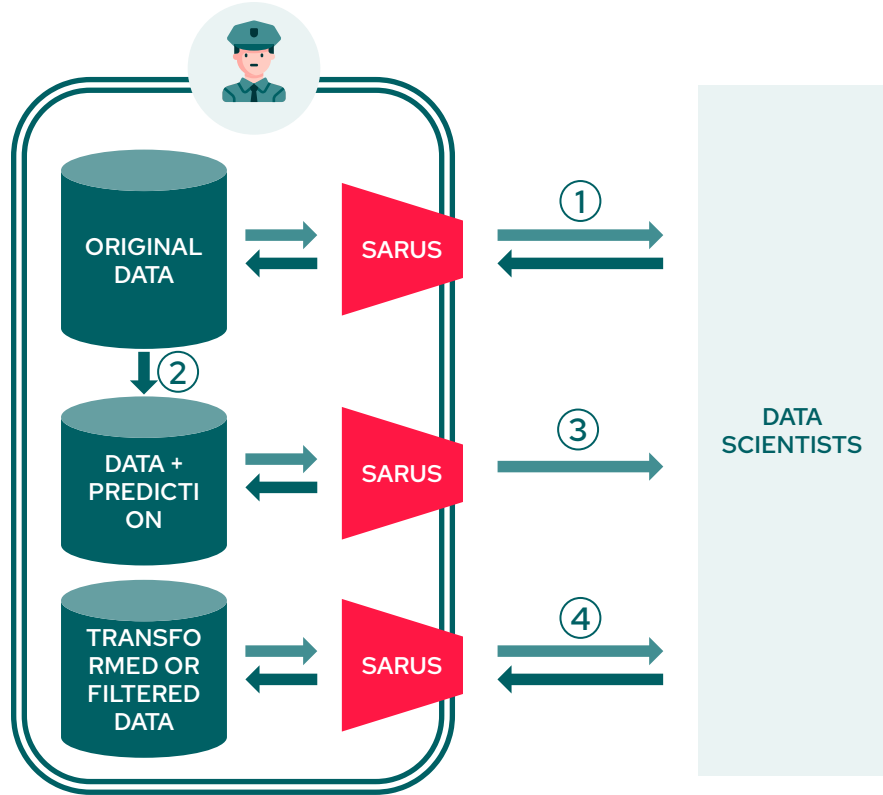 1
ORIGINAL
DATA
SARUS
2
3
DATA +
PREDICTI
ON
SARUS
DATA
SCIENTISTS
4
TRANSFO
RMED OR
FILTERED
DATA
SARUS